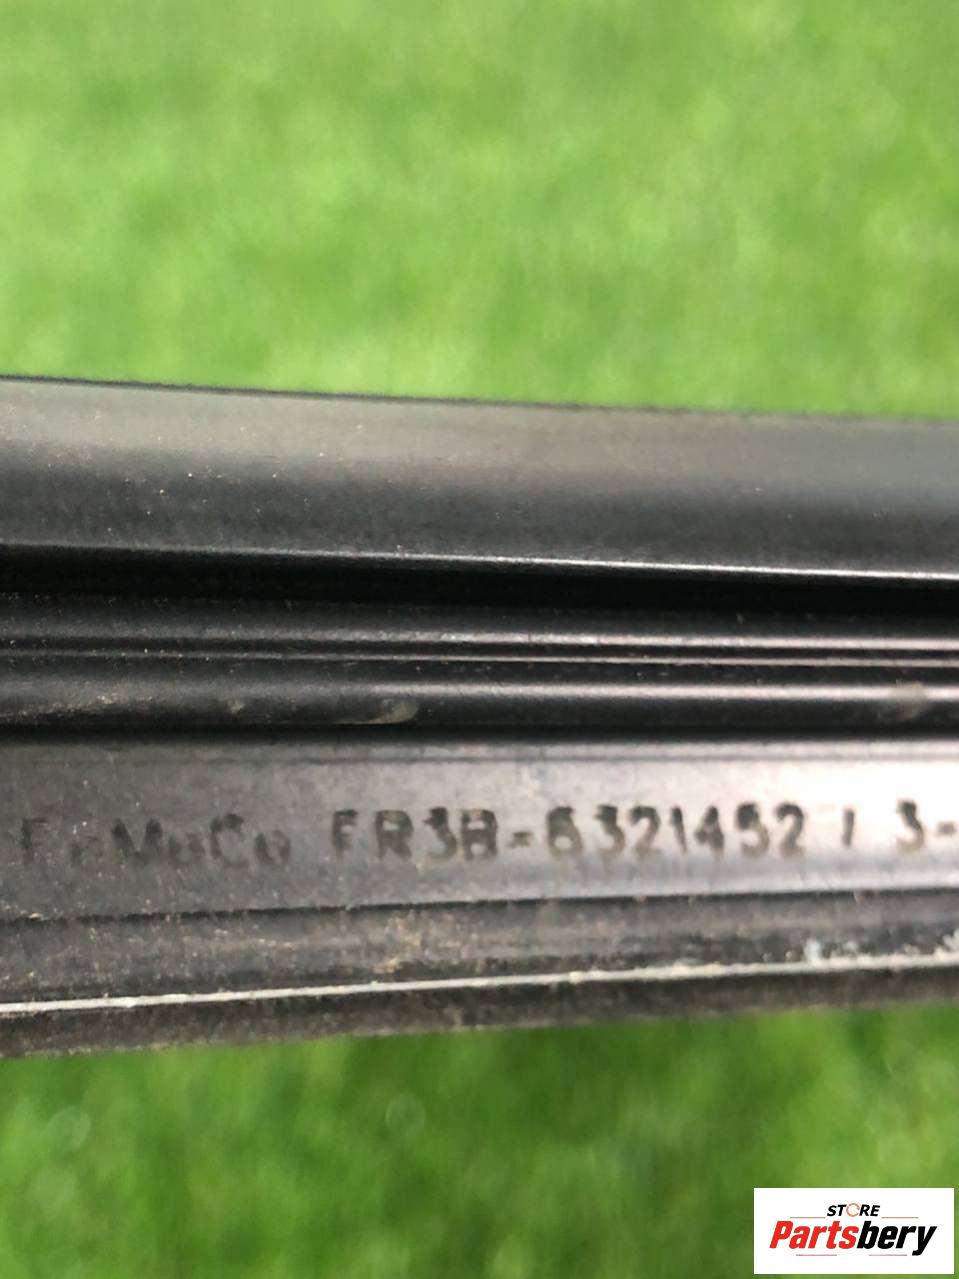 FoMoCo FR3B-6321452 / 3-
STORE
Partsbery